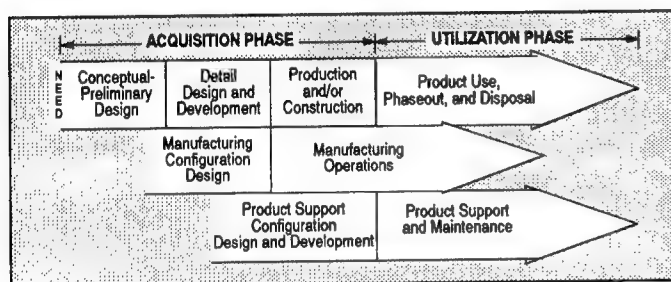 ACQUISITION PHASE
UTILIZATION PHASE
NEED
Conceptual-
Preliminary
Design
Detail
Design and
Development
Production
and/or
Construction
Product Use,
Phaseout, and Disposal
Manufacturing
Configuration
Design
Manufacturing
Operations
Product Support
Configuration
Design and Development
Product Support
and Maintenance